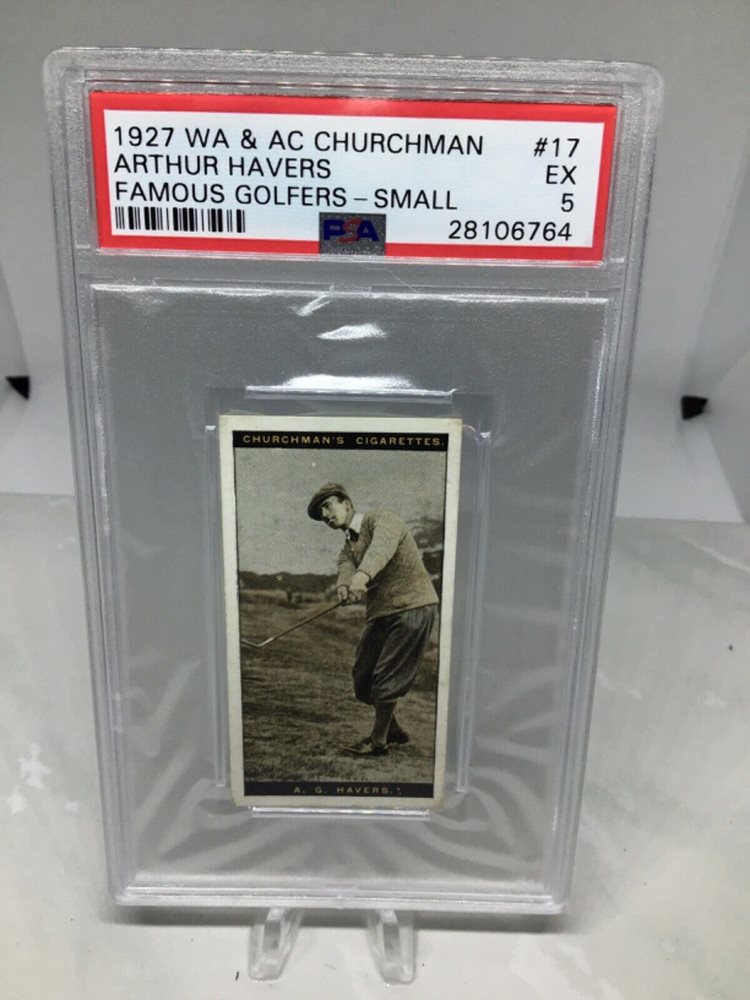 1927 WA & AC CHURCHMAN #17
ARTHUR HAVERS EX
FAMOUS GOLFERS – SMALL 5
PSA 28106764
CHURCHMAN'S CIGARETTES.
A. G. HAVERS.